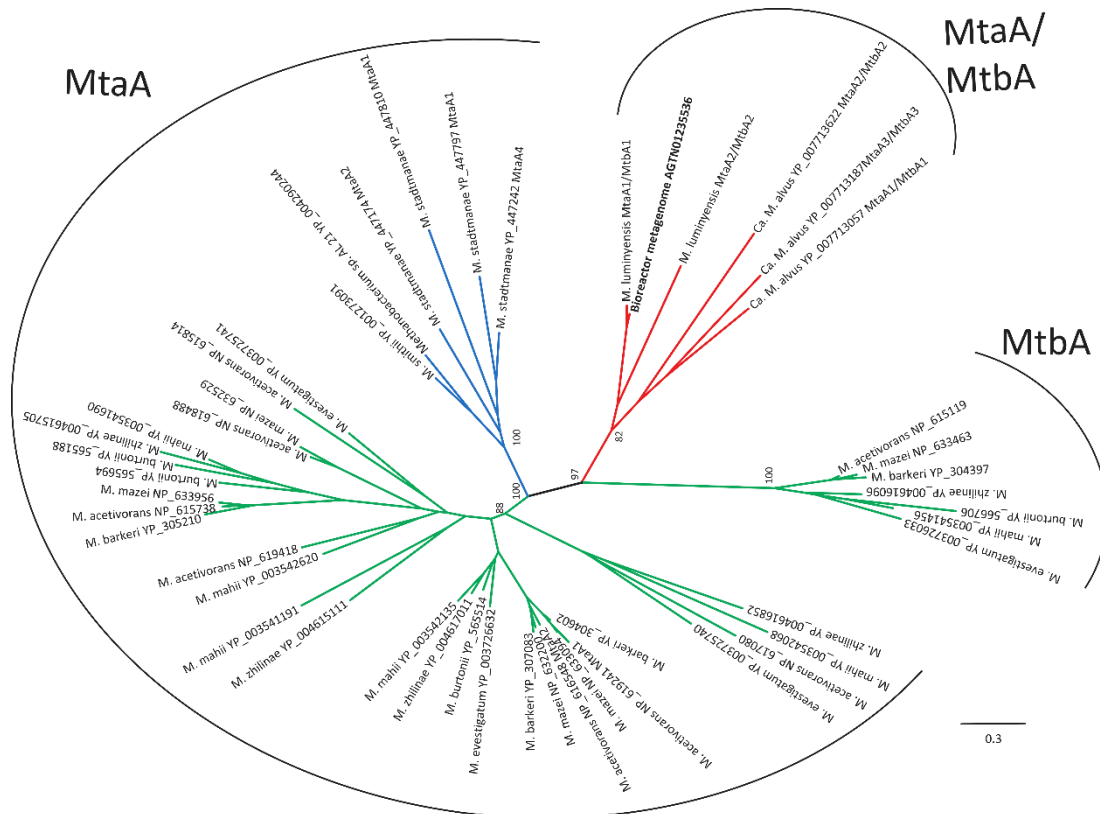 MtaA
MtaA/
MtbA
MtbA
M. stadtmanae YP_447810 MtaA1
M. stadtmanae YP_447797 MtaA1
M. stadtmanae YP_447242 MtaA4
M. stadtmanae YP_447174 MtaA2
Methanobacterium sp. AL 21 YP_004290244
M. smithii YP_001273091
M. luminyensis MtaA1/MtbA1
Bioreactor metagenome AGTN01235536
M. luminyensis MtaA2/MtbA2
Ca. M. alvus YP_007713622 MtaA2/MtbA2
Ca. M. alvus YP_007713187MtaA3/MtbA3
Ca. M. alvus YP_007713057 MtaA1/MtbA1
M. acetivorans NP_615119
M. mazei NP_633463
M. barkeri YP_304397
M. zhilinae YP_004616096
M. burtonii YP_566706
M. mahii YP_003541456
M. evestigatum YP_003726033
M. evestigatum YP_003725741
M. acetivorans NP_615814
M. mazei NP_632529
M. acetivorans NP_618488
M. mahii YP_003541690
M. zhilinae YP_004615705
M. burtonii YP_565188
M. burtonii YP_565694
M. mazei NP_633956
M. acetivorans NP_615738
M. barkeri YP_305210
M. acetivorans NP_619418
M. mahii YP_003542620
M. mahii YP_003541191
M. zhilinae YP_004615111
M. mahii YP_003542135
M. zhilinae YP_004617011
M. burtonii YP_565514
M. evestigatum YP_003726632
M. barkeri YP_307083
M. mazei NP_632200
M. acetivorans NP_616548
M. mazei NP_633094
M. acetivorans NP_619241 MtaA1
M. barkeri YP_304602
M. evestigatum YP_003725740
M. acetivorans NP_617080
M. mahii YP_003542068
M. zhilinae YP_004616852
100
82
97
100
100
88
0.3